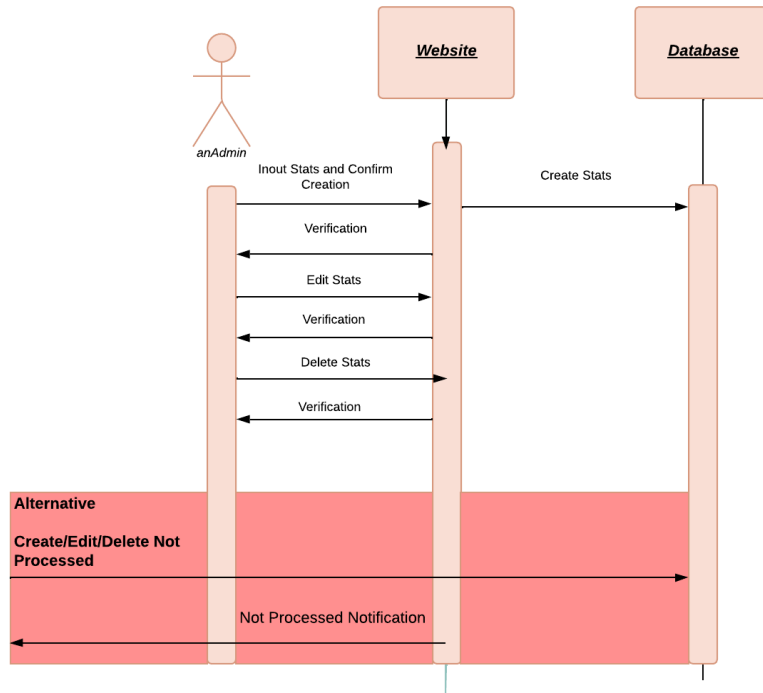 Website
Database
anAdmin
Inout Stats and Confirm
Creation
Create Stats
Verification
Edit Stats
Verification
Delete Stats
Verification
Alternative
Create/Edit/Delete Not
Processed
Not Processed Notification